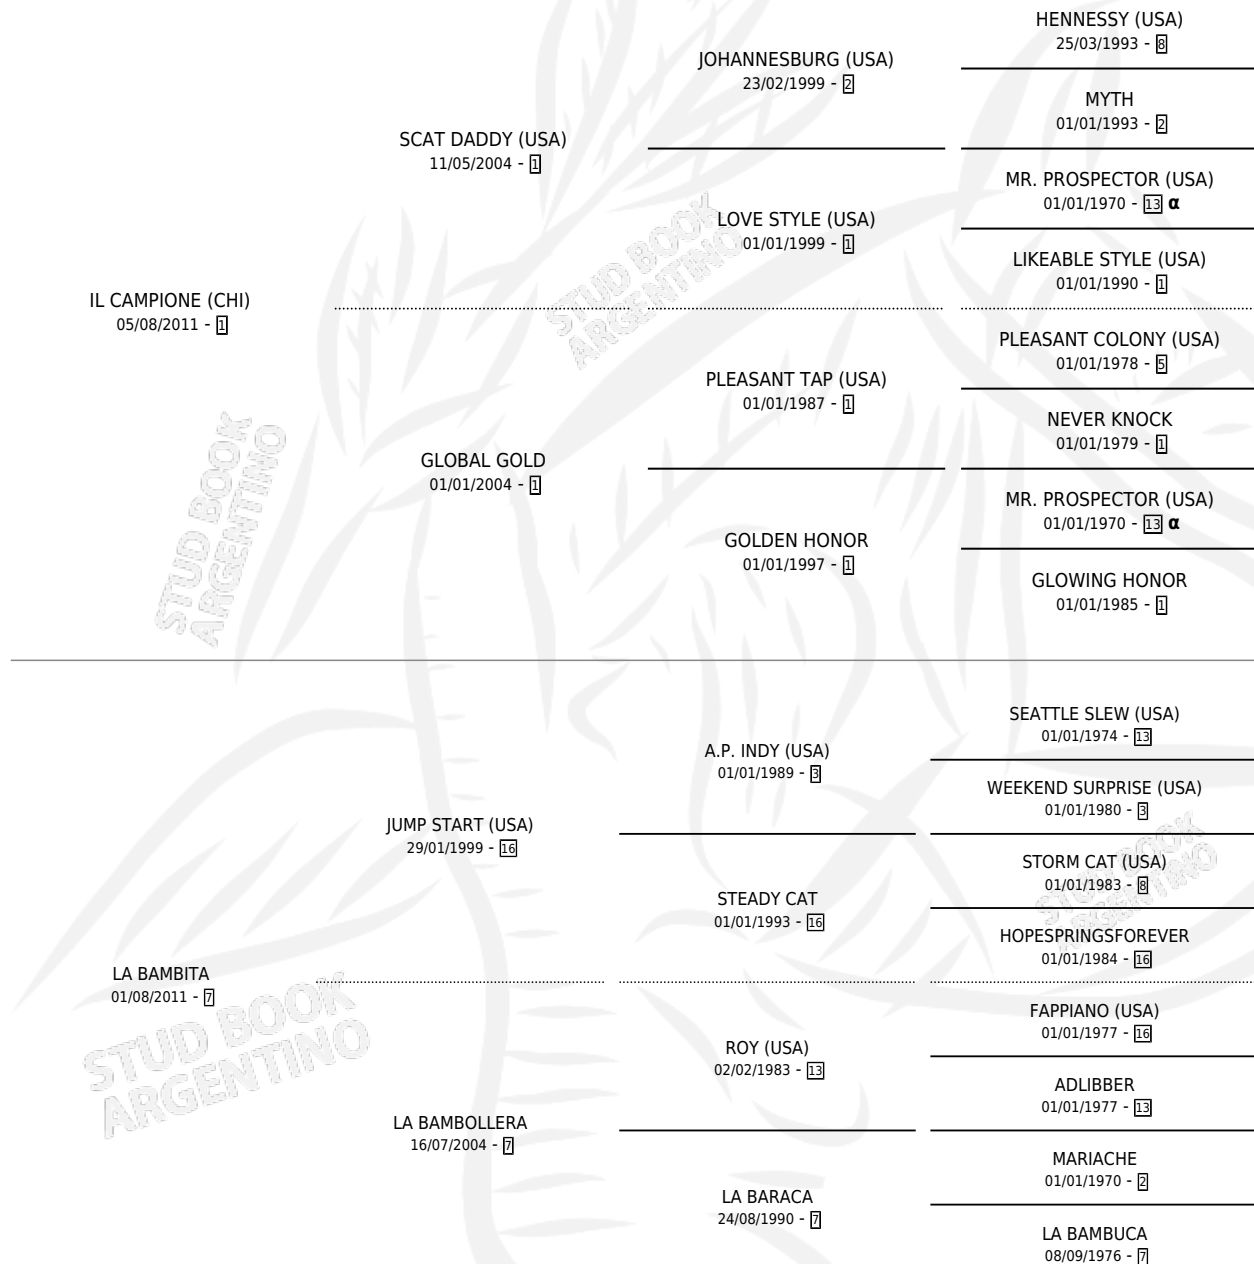 HENNESSY (USA)
25/03/1993 - 8
JOHANNESBURG (USA)
23/02/1999 - 2
MYTH
01/01/1993 - 2
SCAT DADDY (USA)
11/05/2004 - 1
MR. PROSPECTOR (USA)
01/01/1970 - 13 α
LOVE STYLE (USA)
01/01/1999 - 1
LIKEABLE STYLE (USA)
01/01/1990 - 1
IL CAMPIONE (CHI)
05/08/2011 - 1
PLEASANT COLONY (USA)
01/01/1978 - 5
PLEASANT TAP (USA)
01/01/1987 - 1
NEVER KNOCK
01/01/1979 - 1
GLOBAL GOLD
01/01/2004 - 1
MR. PROSPECTOR (USA)
01/01/1970 - 13 α
GOLDEN HONOR
01/01/1997 - 1
GLOWING HONOR
01/01/1985 - 1
STUD BOOK
ARGENTINO
STUD BOOK
ARGENTINO
SEATTLE SLEW (USA)
01/01/1974 - 13
A.P. INDY (USA)
01/01/1989 - 3
WEEKEND SURPRISE (USA)
01/01/1980 - 3
JUMP START (USA)
29/01/1999 - 16
STORM CAT (USA)
01/01/1983 - 8
STEADY CAT
01/01/1993 - 16
HOPESPRINGSFOREVER
01/01/1984 - 16
LA BAMBITA
01/08/2011 - 7
FAPPIANO (USA)
01/01/1977 - 16
ROY (USA)
02/02/1983 - 13
ADLIBBER
01/01/1977 - 13
LA BAMBOLLERA
16/07/2004 - 7
MARIACHE
01/01/1970 - 2
LA BARACA
24/08/1990 - 7
LA BAMBUCA
08/09/1976 - 7
STUD BOOK
ARGENTINO
STUD BOOK
ARGENTINO